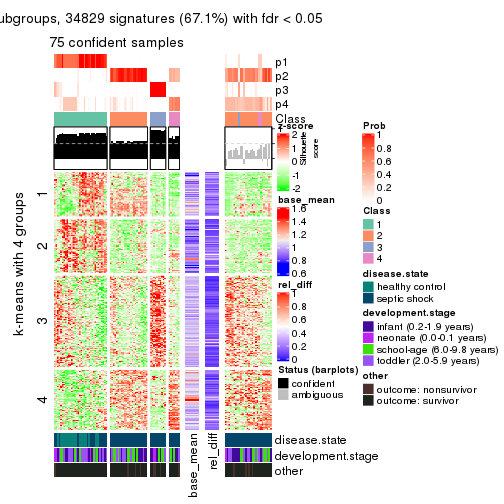 ubgroups, 34829 signatures (67.1%) with fdr < 0.05
75 confident samples
p1
p2
p3
p4
Class
z-score
2
1
0
-1
-2
Silhouette score
base_mean
1.6
1.4
1.2
1
0.8
0.6
rel_diff
1
0.8
0.6
0.4
0.2
0
Status (barplots)
confident
ambiguous
Prob
1
0.8
0.6
0.4
0.2
0
Class
1
2
3
4
disease.state
healthy control
septic shock
development.stage
infant (0.2-1.9 years)
neonate (0.0-0.1 years)
school-age (6.0-9.8 years)
toddler (2.0-5.9 years)
other
outcome: nonsurvivor
outcome: survivor
k-means with 4 groups
1
2
3
4
disease.state
development.stage
other
base_mean
rel_diff